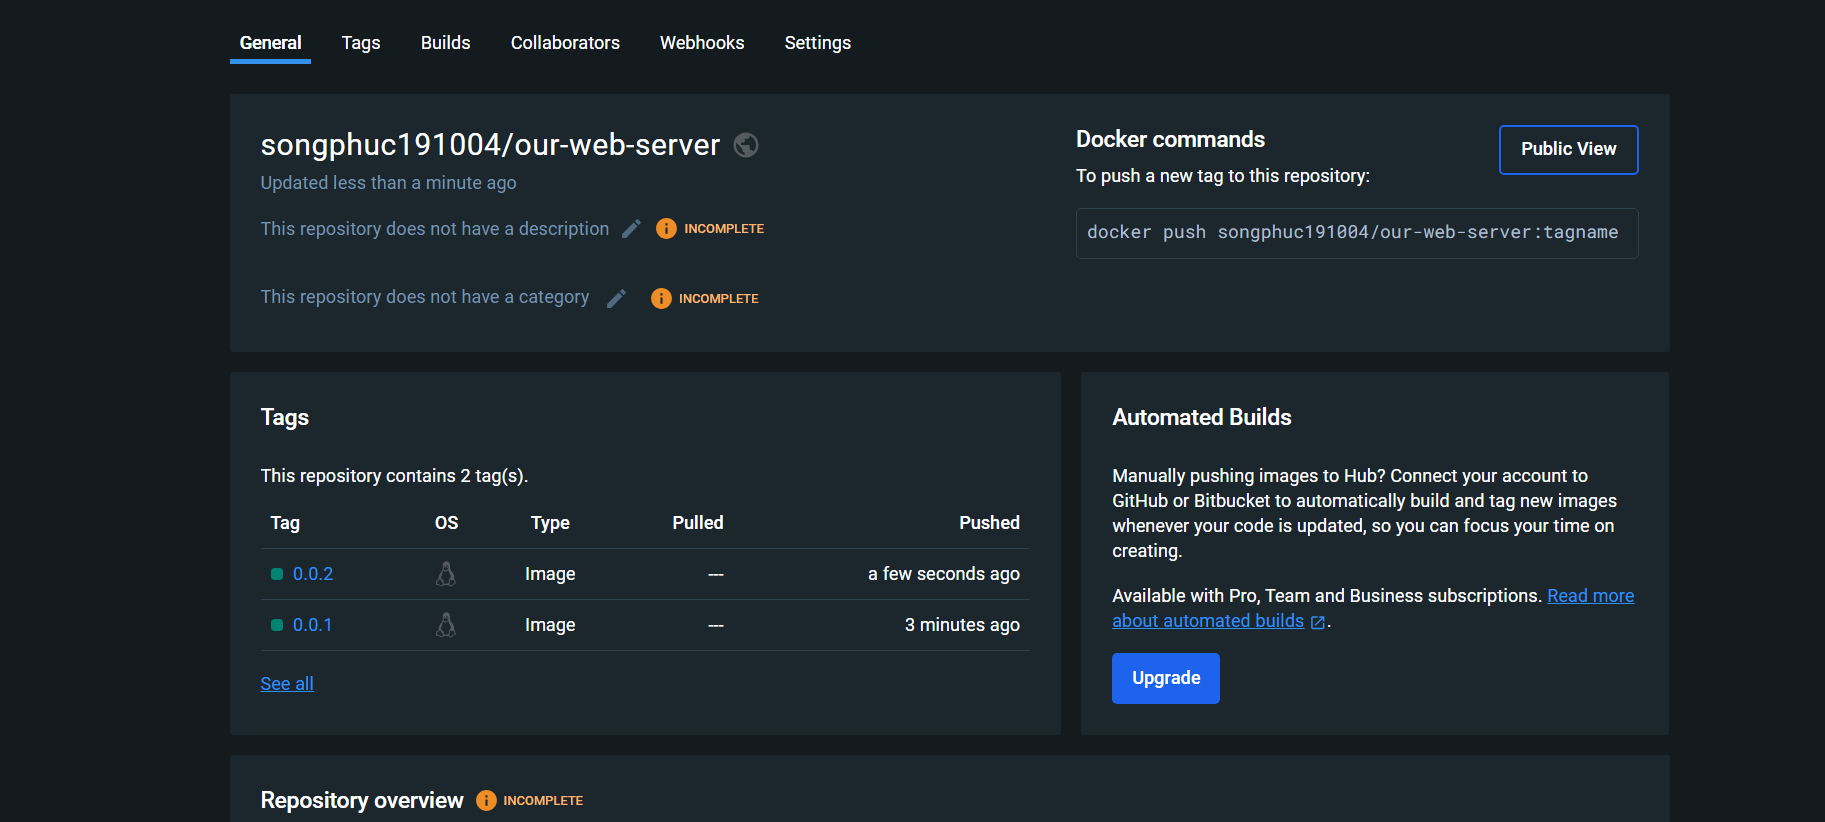 General Tags Builds Collaborators Webhooks Settings
songphuc191004/our-web-server
Updated less than a minute ago
This repository does not have a description INCOMPLETE
This repository does not have a category INCOMPLETE
Docker commands
Public View
To push a new tag to this repository:
docker push songphuc191004/our-web-server:tagname
Tags
This repository contains 2 tag(s).
Tag OS Type Pulled Pushed
0.0.2 Image --- a few seconds ago
0.0.1 Image --- 3 minutes ago
See all
Automated Builds
Manually pushing images to Hub? Connect your account to
GitHub or Bitbucket to automatically build and tag new images
whenever your code is updated, so you can focus your time on
creating.
Available with Pro, Team and Business subscriptions. Read more
about automated builds .
Upgrade
Repository overview INCOMPLETE